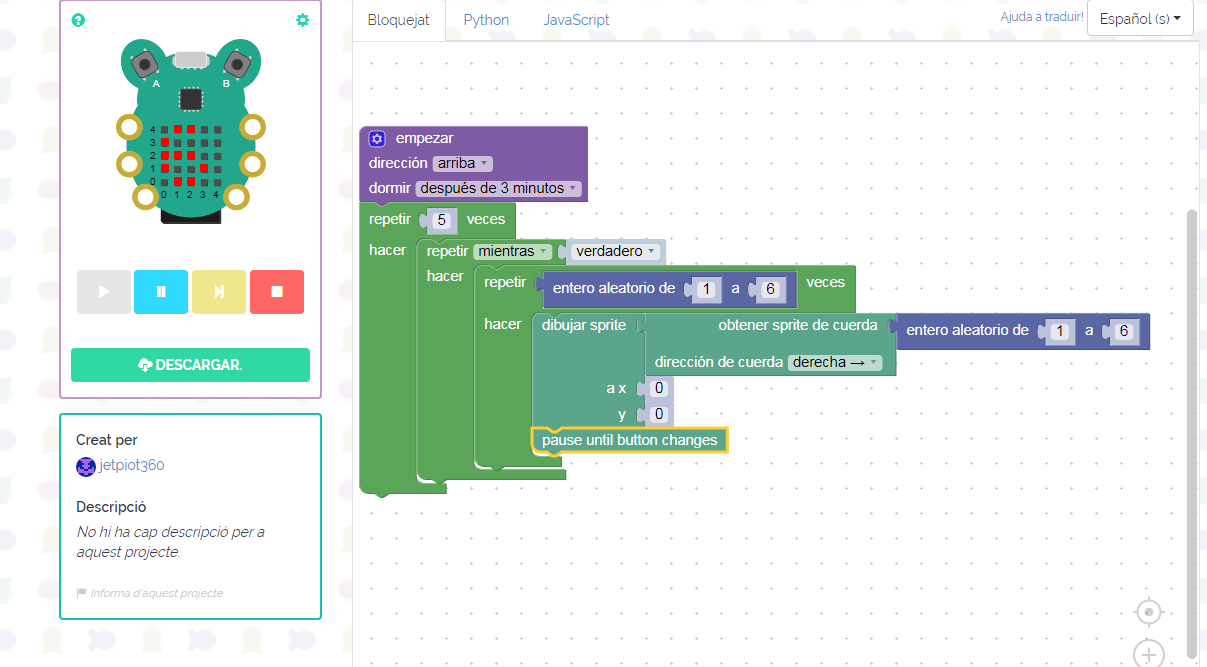 Bloquejat Python JavaScript Ajuda a traduir! Español (s)
?
A B
4
3
2
1
0
0 1 2 3 4
DESCARGAR.
Creat per
jetpiot360
Descripció
No hi ha cap descripció per a
aquest projecte.
Informa d'aquest projecte
empezar
dirección arriba
dormir después de 3 minutos
repetir 5 veces
hacer repetir mientras verdadero
hacer repetir entero aleatorio de 1 a 6 veces
hacer dibujar sprite obtener sprite de cuerda entero aleatorio de 1 a 6
dirección de cuerda derecha →
a x 0
y 0
pause until button changes